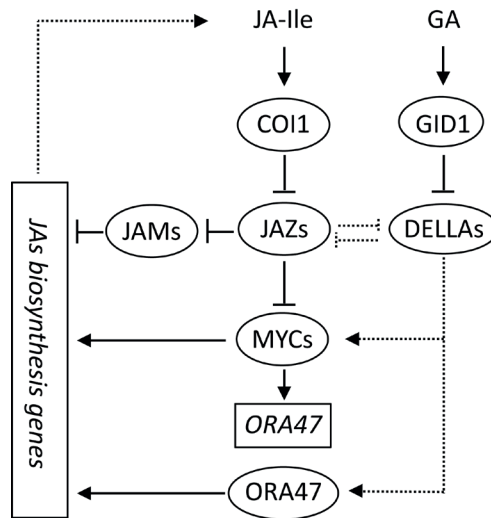 JA-Ile GA
COI1 GID1
JAMs JAZs DELLAs
MYCs
ORA47
ORA47
JAs biosynthesis genes